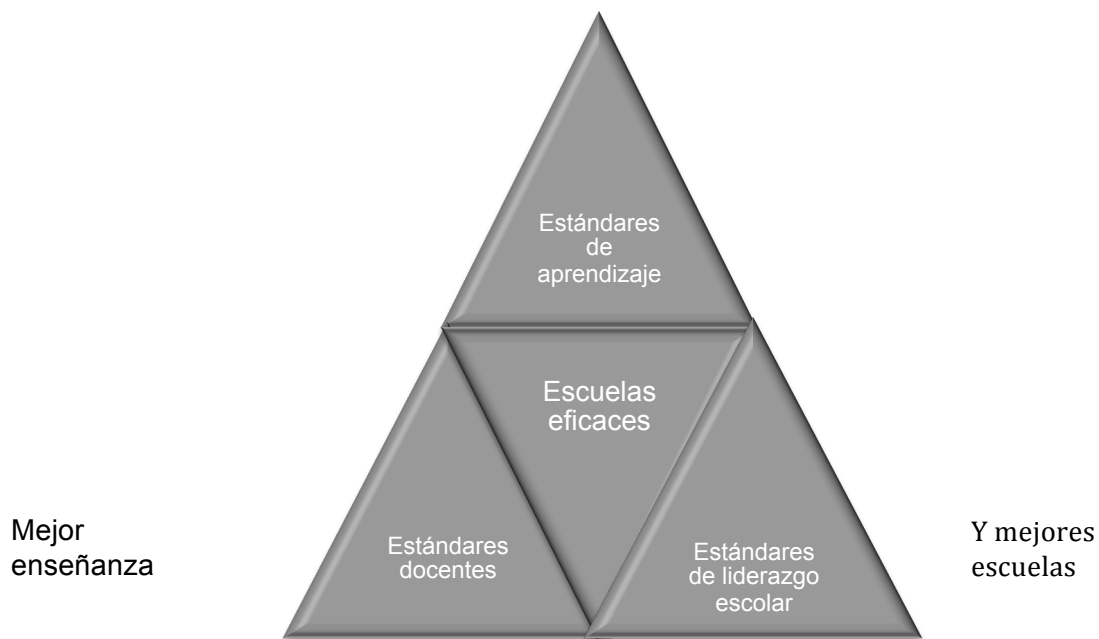 Estándares
de
aprendizaje
Escuelas
eficaces
Mejor
enseñanza
Estándares
docentes
Estándares
de liderazgo
escolar
Y mejores
escuelas